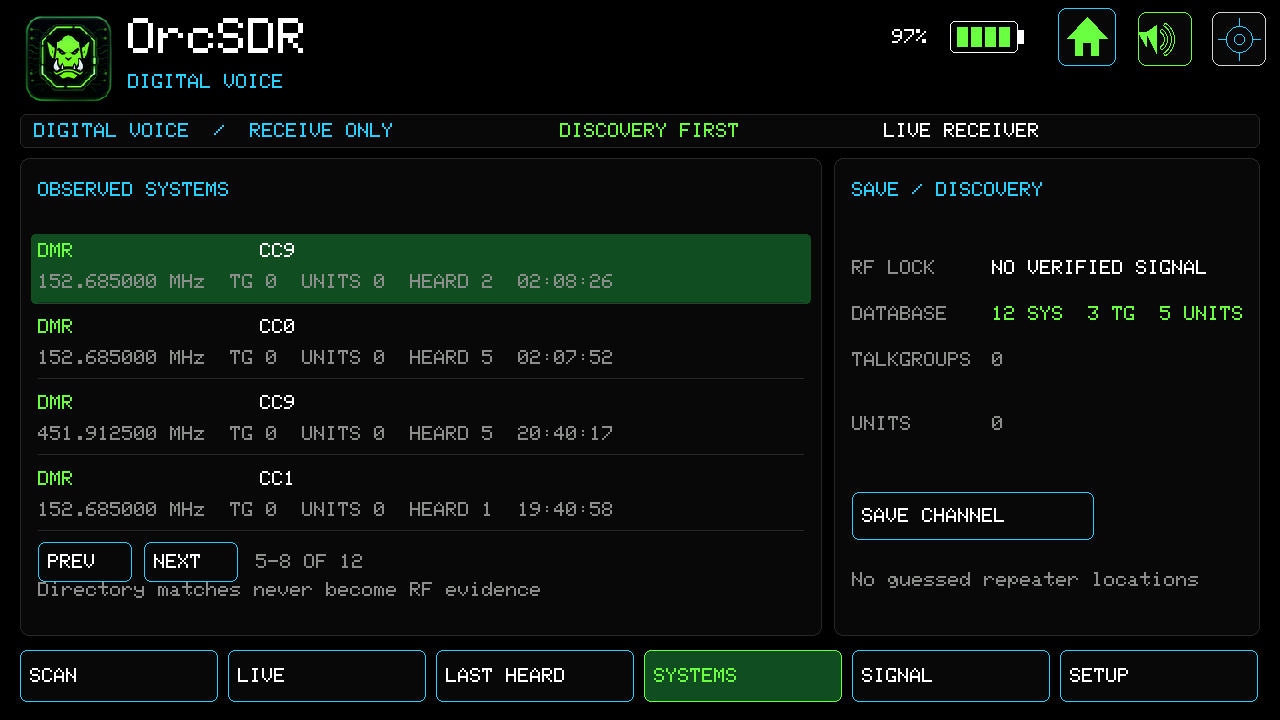 OrcSDR
97%
DIGITAL VOICE
DIGITAL VOICE / RECEIVE ONLY DISCOVERY FIRST LIVE RECEIVER
OBSERVED SYSTEMS
DMR CC9
152.685000 MHz TG 0 UNITS 0 HEARD 2 02:08:26
DMR CC0
152.685000 MHz TG 0 UNITS 0 HEARD 5 02:07:52
DMR CC9
451.912500 MHz TG 0 UNITS 0 HEARD 5 20:40:17
DMR CC1
152.685000 MHz TG 0 UNITS 0 HEARD 1 19:40:58
PREV NEXT 5-8 OF 12
Directory matches never become RF evidence
SAVE / DISCOVERY
RF LOCK NO VERIFIED SIGNAL
DATABASE 12 SYS 3 TG 5 UNITS
TALKGROUPS 0
UNITS 0
SAVE CHANNEL
No guessed repeater locations
SCAN LIVE LAST HEARD SYSTEMS SIGNAL SETUP